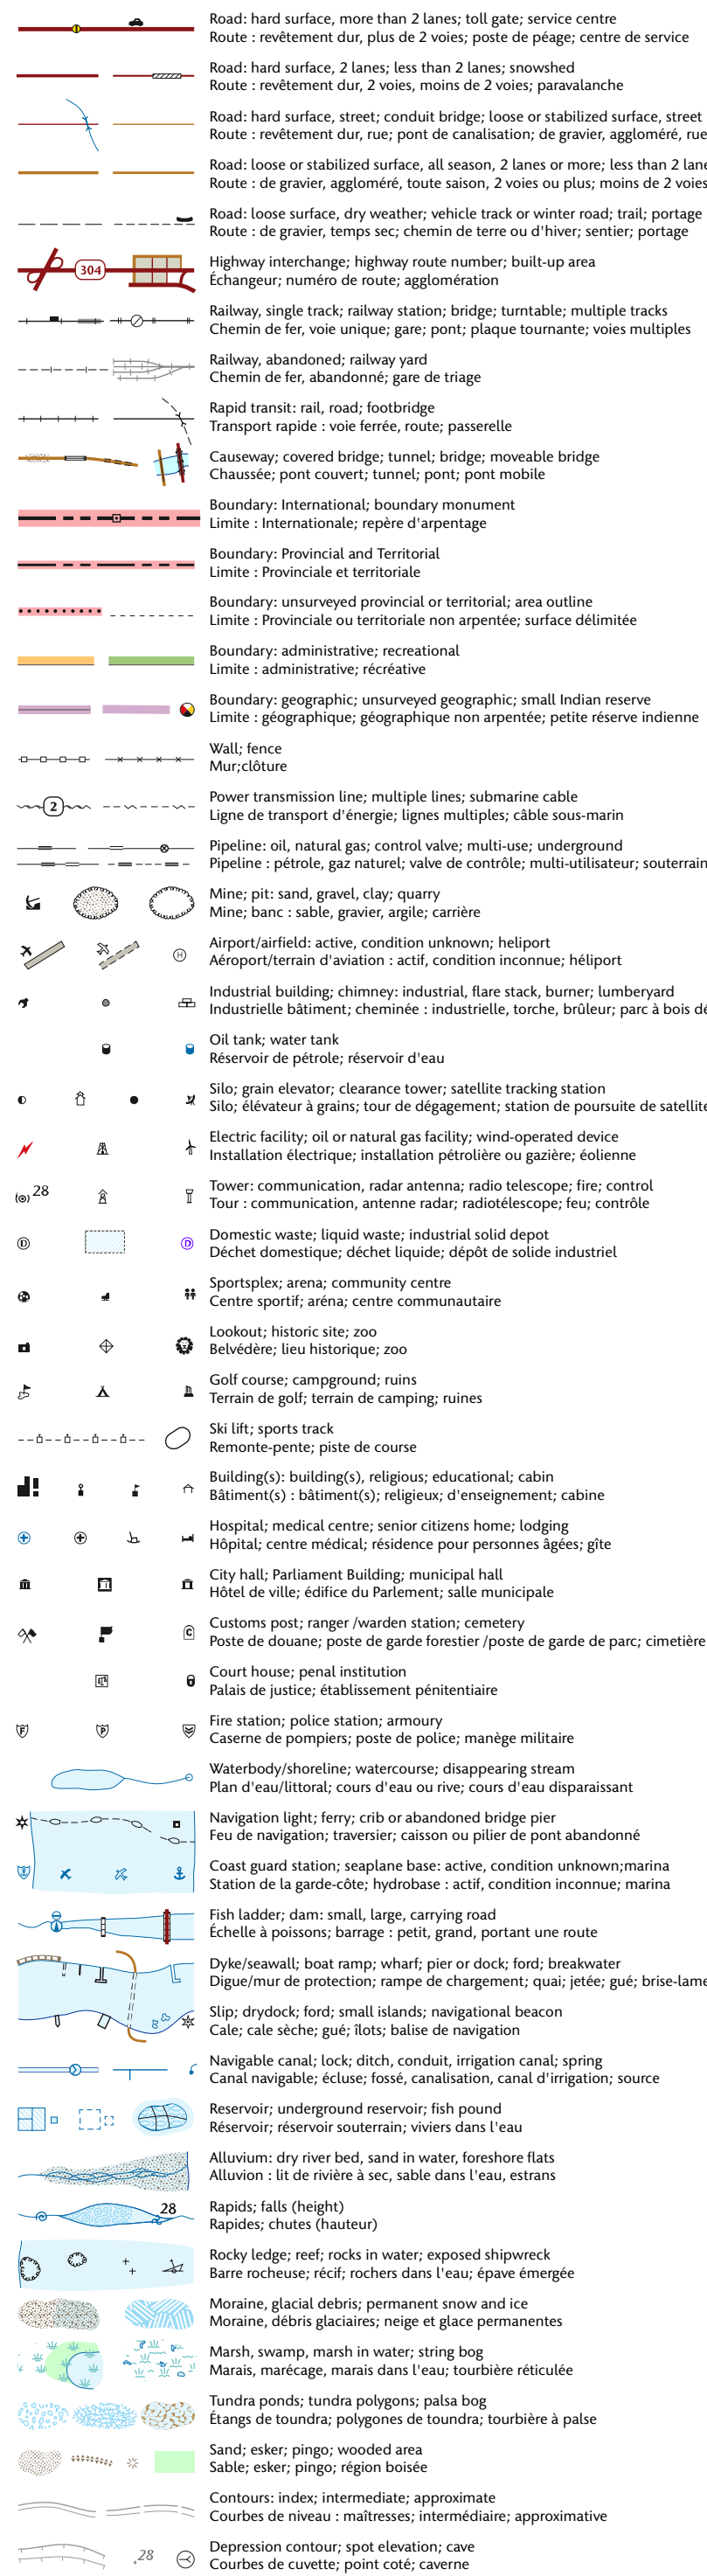 Road: hard surface, more than 2 lanes; toll gate; service centre
Route : revêtement dur, plus de 2 voies; poste de péage; centre de service
Road: hard surface, 2 lanes; less than 2 lanes; snowshed
Route : revêtement dur, 2 voies, moins de 2 voies; paravalanche
Road: hard surface, street; conduit bridge; loose or stabilized surface, street
Route : revêtement dur, rue; pont de canalisation; de gravier, aggloméré, rue
Road: loose or stabilized surface, all season, 2 lanes or more; less than 2 lane
Route : de gravier, aggloméré, toute saison, 2 voies ou plus; moins de 2 voies
Road: loose surface, dry weather; vehicle track or winter road; trail; portage
Route : de gravier, temps sec; chemin de terre ou d'hiver; sentier; portage
304
Highway interchange; highway route number; built-up area
Échangeur; numéro de route; agglomération
Railway, single track; railway station; bridge; turntable; multiple tracks
Chemin de fer, voie unique; gare; pont; plaque tournante; voies multiples
Railway, abandoned; railway yard
Chemin de fer, abandonné; gare de triage
Rapid transit: rail, road; footbridge
Transport rapide : voie ferrée, route; passerelle
Causeway; covered bridge; tunnel; bridge; moveable bridge
Chaussée; pont couvert; tunnel; pont; pont mobile
Boundary: International; boundary monument
Limite : Internationale; repère d'arpentage
Boundary: Provincial and Territorial
Limite : Provinciale et territoriale
Boundary: unsurveyed provincial or territorial; area outline
Limite : Provinciale ou territoriale non arpentée; surface délimitée
Boundary: administrative; recreational
Limite : administrative; récréative
Boundary: geographic; unsurveyed geographic; small Indian reserve
Limite : géographique; géographique non arpentée; petite réserve indienne
Wall; fence
Mur;clôture
2
Power transmission line; multiple lines; submarine cable
Ligne de transport d'énergie; lignes multiples; câble sous-marin
Pipeline: oil, natural gas; control valve; multi-use; underground
Pipeline : pétrole, gaz naturel; valve de contrôle; multi-utilisateur; souterrain
Mine; pit: sand, gravel, clay; quarry
Mine; banc : sable, gravier, argile; carrière
H
Airport/airfield: active, condition unknown; heliport
Aéroport/terrain d'aviation : actif, condition inconnue; héliport
Industrial building; chimney: industrial, flare stack, burner; lumberyard
Industrielle bâtiment; cheminée : industrielle, torche, brûleur; parc à bois dé
Oil tank; water tank
Réservoir de pétrole; réservoir d'eau
Silo; grain elevator; clearance tower; satellite tracking station
Silo; élévateur à grains; tour de dégagement; station de poursuite de satellite
Electric facility; oil or natural gas facility; wind-operated device
Installation électrique; installation pétrolière ou gazière; éolienne
28
Tower: communication, radar antenna; radio telescope; fire; control
Tour : communication, antenne radar; radiotélescope; feu; contrôle
D
D
Domestic waste; liquid waste; industrial solid depot
Déchet domestique; déchet liquide; dépôt de solide industriel
Sportsplex; arena; community centre
Centre sportif; aréna; centre communautaire
Lookout; historic site; zoo
Belvédère; lieu historique; zoo
Golf course; campground; ruins
Terrain de golf; terrain de camping; ruines
Ski lift; sports track
Remonte-pente; piste de course
Building(s): building(s), religious; educational; cabin
Bâtiment(s) : bâtiment(s); religieux; d'enseignement; cabine
Hospital; medical centre; senior citizens home; lodging
Hôpital; centre médical; résidence pour personnes âgées; gîte
City hall; Parliament Building; municipal hall
Hôtel de ville; édifice du Parlement; salle municipale
C
Customs post; ranger /warden station; cemetery
Poste de douane; poste de garde forestier /poste de garde de parc; cimetière
Court house; penal institution
Palais de justice; établissement pénitentiaire
F
P
Fire station; police station; armoury
Caserne de pompiers; poste de police; manège militaire
Waterbody/shoreline; watercourse; disappearing stream
Plan d'eau/littoral; cours d'eau ou rive; cours d'eau disparaissant
Navigation light; ferry; crib or abandoned bridge pier
Feu de navigation; traversier; caisson ou pilier de pont abandonné
Coast guard station; seaplane base: active, condition unknown;marina
Station de la garde-côte; hydrobase : actif, condition inconnue; marina
Fish ladder; dam: small, large, carrying road
Échelle à poissons; barrage : petit, grand, portant une route
Dyke/seawall; boat ramp; wharf; pier or dock; ford; breakwater
Digue/mur de protection; rampe de chargement; quai; jetée; gué; brise-lame
Slip; drydock; ford; small islands; navigational beacon
Cale; cale sèche; gué; îlots; balise de navigation
Navigable canal; lock; ditch, conduit, irrigation canal; spring
Canal navigable; écluse; fossé, canalisation, canal d'irrigation; source
Reservoir; underground reservoir; fish pound
Réservoir; réservoir souterrain; viviers dans l'eau
Alluvium: dry river bed, sand in water, foreshore flats
Alluvion : lit de rivière à sec, sable dans l'eau, estrans
28
Rapids; falls (height)
Rapides; chutes (hauteur)
Rocky ledge; reef; rocks in water; exposed shipwreck
Barre rocheuse; récif; rochers dans l'eau; épave émergée
Moraine, glacial debris; permanent snow and ice
Moraine, débris glaciaires; neige et glace permanentes
Marsh, swamp, marsh in water; string bog
Marais, marécage, marais dans l'eau; tourbière réticulée
Tundra ponds; tundra polygons; palsa bog
Étangs de toundra; polygones de toundra; tourbière à palse
Sand; esker; pingo; wooded area
Sable; esker; pingo; région boisée
Contours: index; intermediate; approximate
Courbes de niveau : maîtresses; intermédiaire; approximative
28
Depression contour; spot elevation; cave
Courbes de cuvette; point coté; caverne